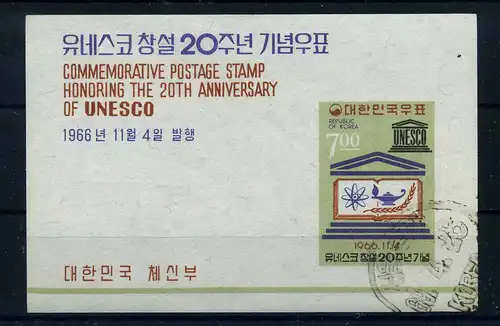 유네스코 창설 20주년 기념우표
COMMEMORATIVE POSTAGE STAMP
HONORING THE 20TH ANNIVERSARY
OF UNESCO
1966년 11월 4일 발행
대한민국우표
REPUBLIC
OF KOREA
7.00
UNESCO
1966.11.4
유네스코창설20주년기념
대한민국 체신부
KOREA